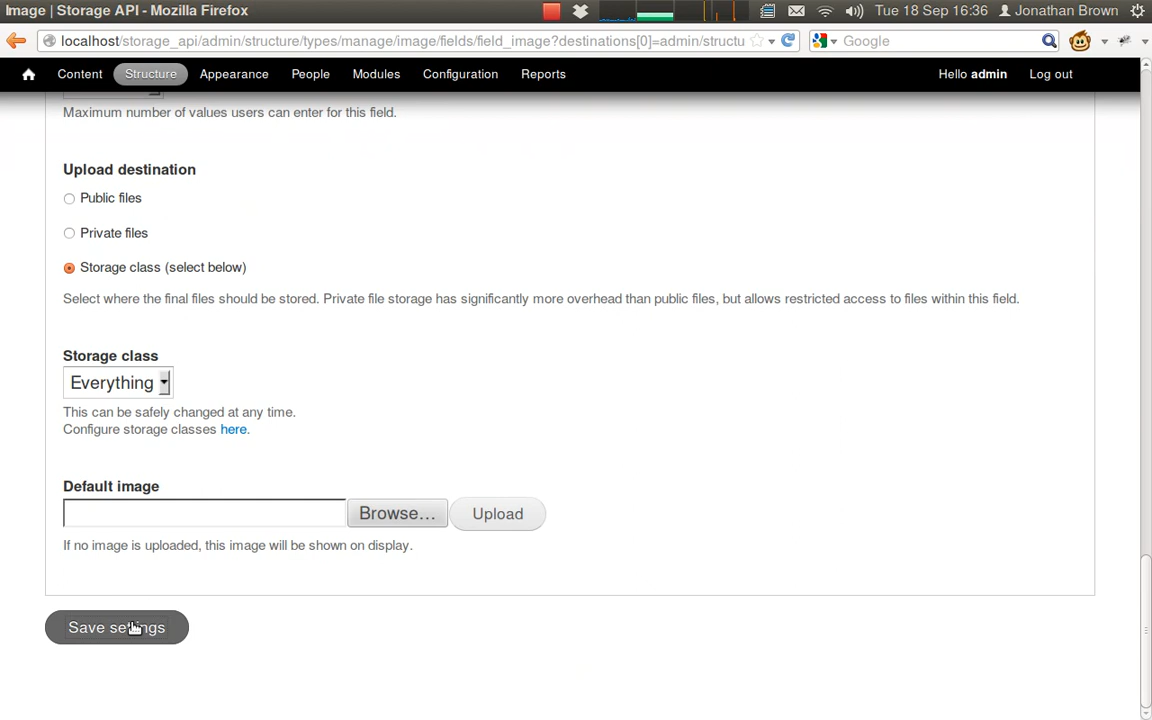 Image | Storage API - Mozilla Firefox
Tue 18 Sep 16:36 Jonathan Brown
localhost/storage_api/admin/structure/types/manage/image/fields/field_image?destinations[0]=admin/structu
Google
Content Structure Appearance People Modules Configuration Reports
Hello admin Log out
Maximum number of values users can enter for this field.
Upload destination
Public files
Private files
Storage class (select below)
Select where the final files should be stored. Private file storage has significantly more overhead than public files, but allows restricted access to files within this field.
Storage class
Everything
This can be safely changed at any time.
Configure storage classes here.
Default image
Browse... Upload
If no image is uploaded, this image will be shown on display.
Save settings